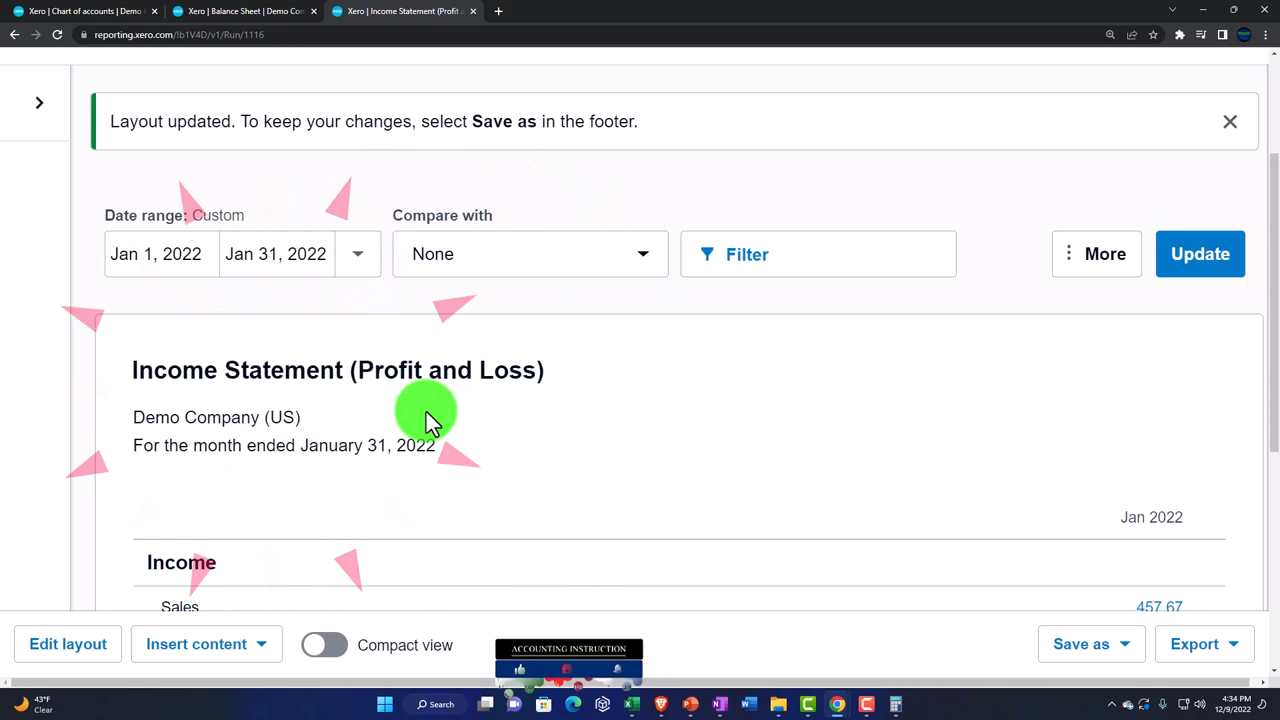 Xero | Chart of accounts | Demo
Xero | Balance Sheet | Demo Com
Xero | Income Statement (Profit a
reporting.xero.com/!b1V4D/v1/Run/1116
Layout updated. To keep your changes, select Save as in the footer.
Date range: Custom
Compare with
Jan 1, 2022
Jan 31, 2022
None
Filter
More
Update
Income Statement (Profit and Loss)
Demo Company (US)
For the month ended January 31, 2022
Jan 2022
Income
Sales
457.67
Edit layout
Insert content
Compact view
ACCOUNTING INSTRUCTION
Save as
Export
43°F
Clear
Search
4:34 PM
12/9/2022